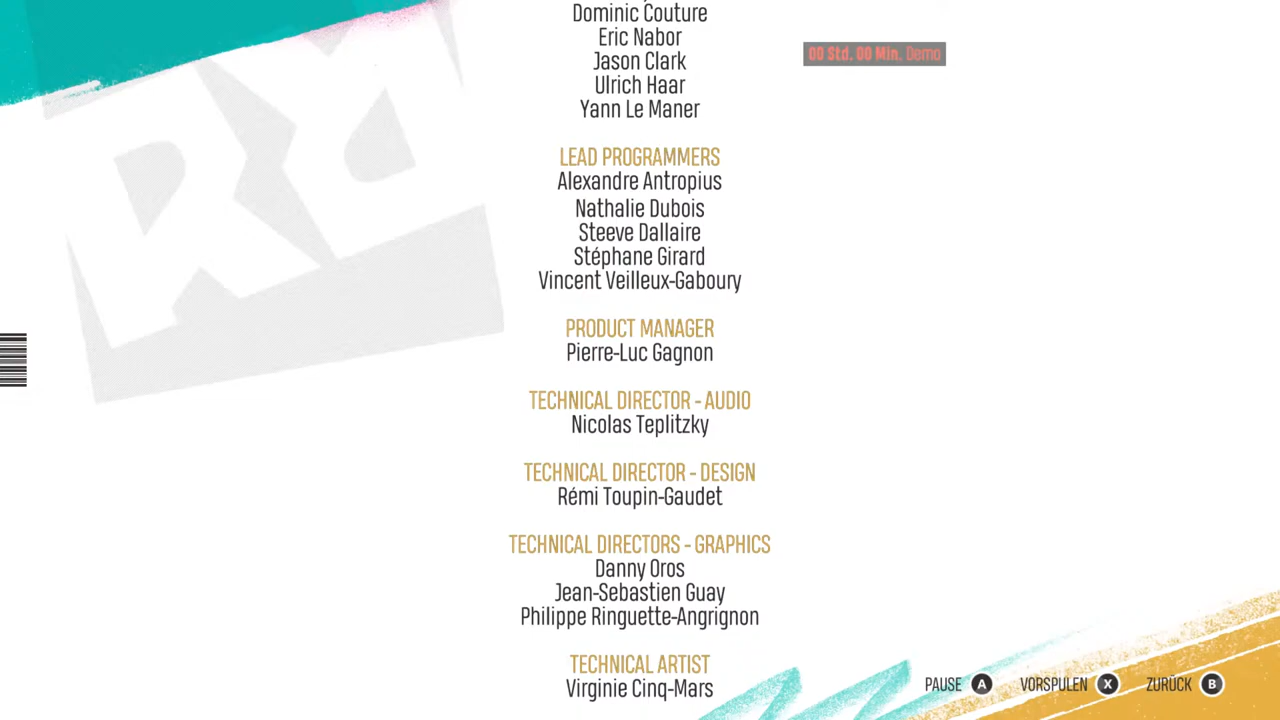 Dominic Couture
Eric Nabor
Jason Clark
Ulrich Haar
Yann Le Maner
00 Std. 00 Min. Demo
LEAD PROGRAMMERS
Alexandre Antropius
Nathalie Dubois
Steeve Dallaire
Stéphane Girard
Vincent Veilleux-Gaboury
PRODUCT MANAGER
Pierre-Luc Gagnon
TECHNICAL DIRECTOR - AUDIO
Nicolas Teplitzky
TECHNICAL DIRECTOR - DESIGN
Rémi Toupin-Gaudet
TECHNICAL DIRECTORS - GRAPHICS
Danny Oros
Jean-Sebastien Guay
Philippe Ringuette-Angrignon
TECHNICAL ARTIST
Virginie Cinq-Mars
PAUSE A VORSPULEN X ZURÜCK B